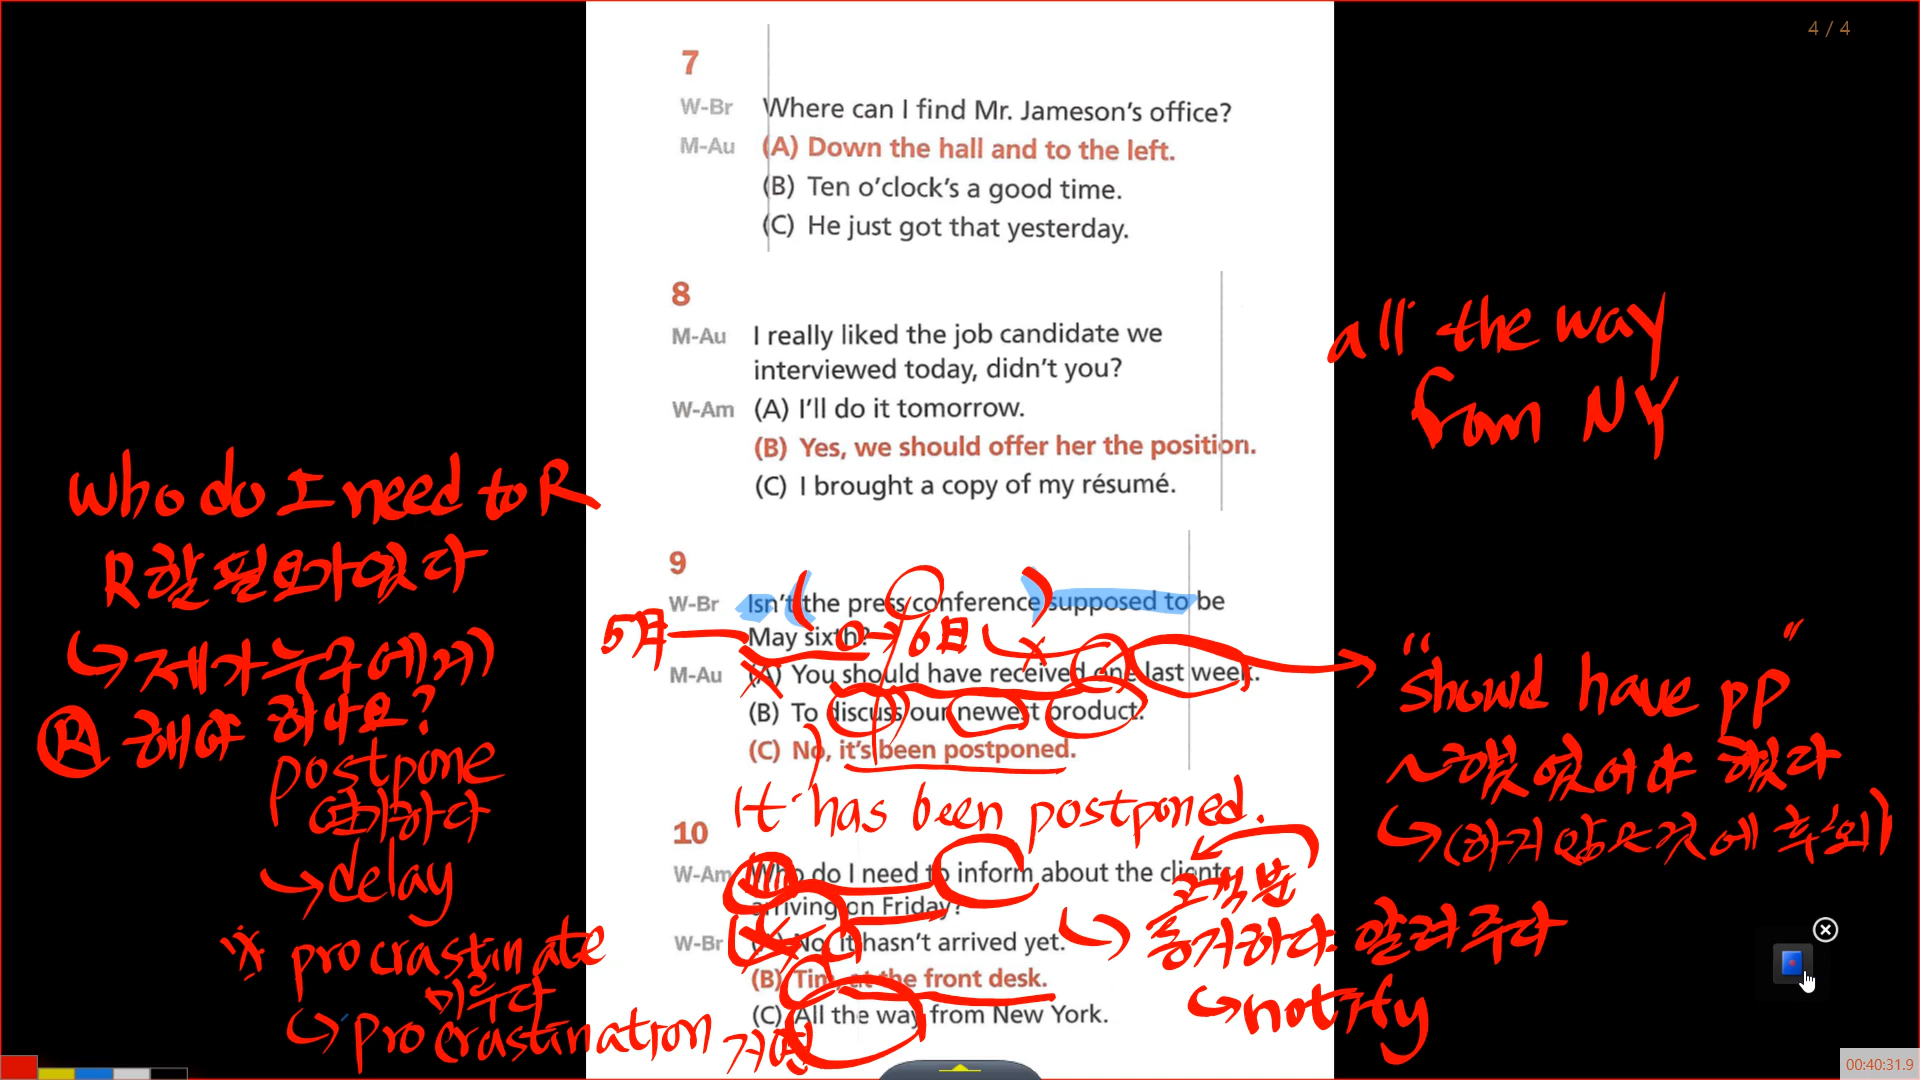 4 / 4
7
W-Br Where can I find Mr. Jameson's office?
M-Au (A) Down the hall and to the left.
(B) Ten o'clock's a good time.
(C) He just got that yesterday.
8
M-Au I really liked the job candidate we
interviewed today, didn't you?
W-Am (A) I'll do it tomorrow.
(B) Yes, we should offer her the position.
(C) I brought a copy of my résumé.
all the way
from NY
Who do I need to R
R할 필요가 있다
제가 누구에게
R 해야 하나요?
postpone
연기하다
delay
※ procrastinate
미루다
procrastination
9
W-Br Isn't the press conference supposed to be
May sixth?
5月 6日
M-Au (A) You should have received one last week.
(B) To discuss our newest product.
(C) No, it's been postponed.
It has been postponed.
"should have pp"
~했었어야 했다
(하지 않은 것에 후회)
10
W-Am Who do I need to inform about the clients
arriving on Friday?
W-Br (A) No, it hasn't arrived yet.
(B) Tim, at the front desk.
(C) All the way from New York.
고객분
알려주다
notify
00:40:31.9